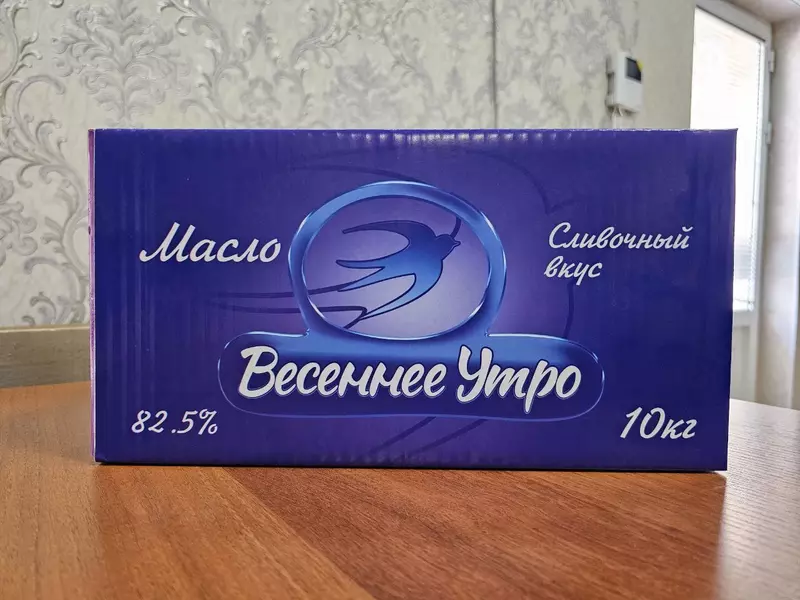 Масло
Сливочный
вкус
Весеннее Утро
82.5%
10кг